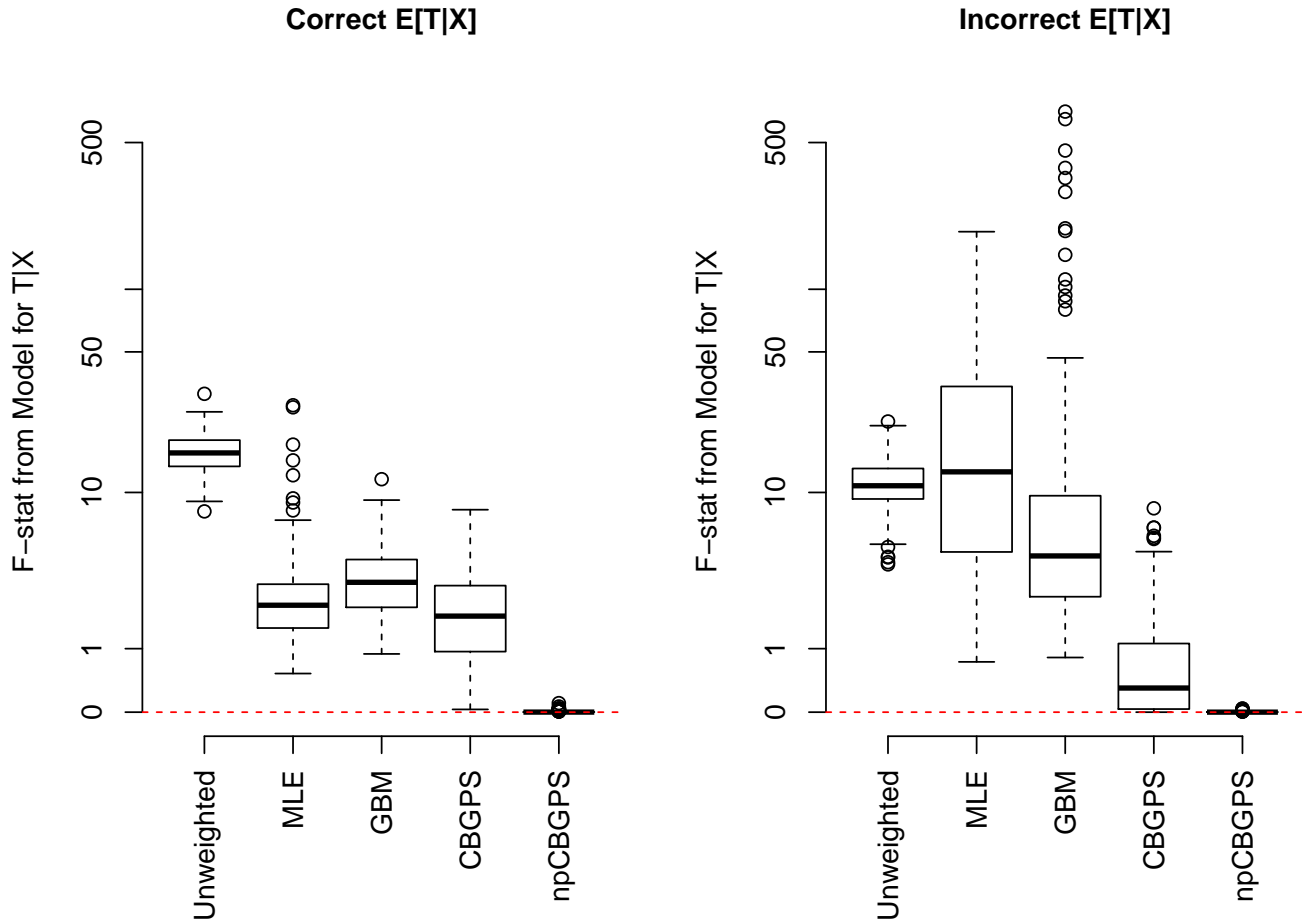 Correct E[T|X]
F−stat from Model for T|X
500
50
10
1
0
Unweighted
MLE
GBM
CBGPS
npCBGPS
Incorrect E[T|X]
F−stat from Model for T|X
500
50
10
1
0
Unweighted
MLE
GBM
CBGPS
npCBGPS